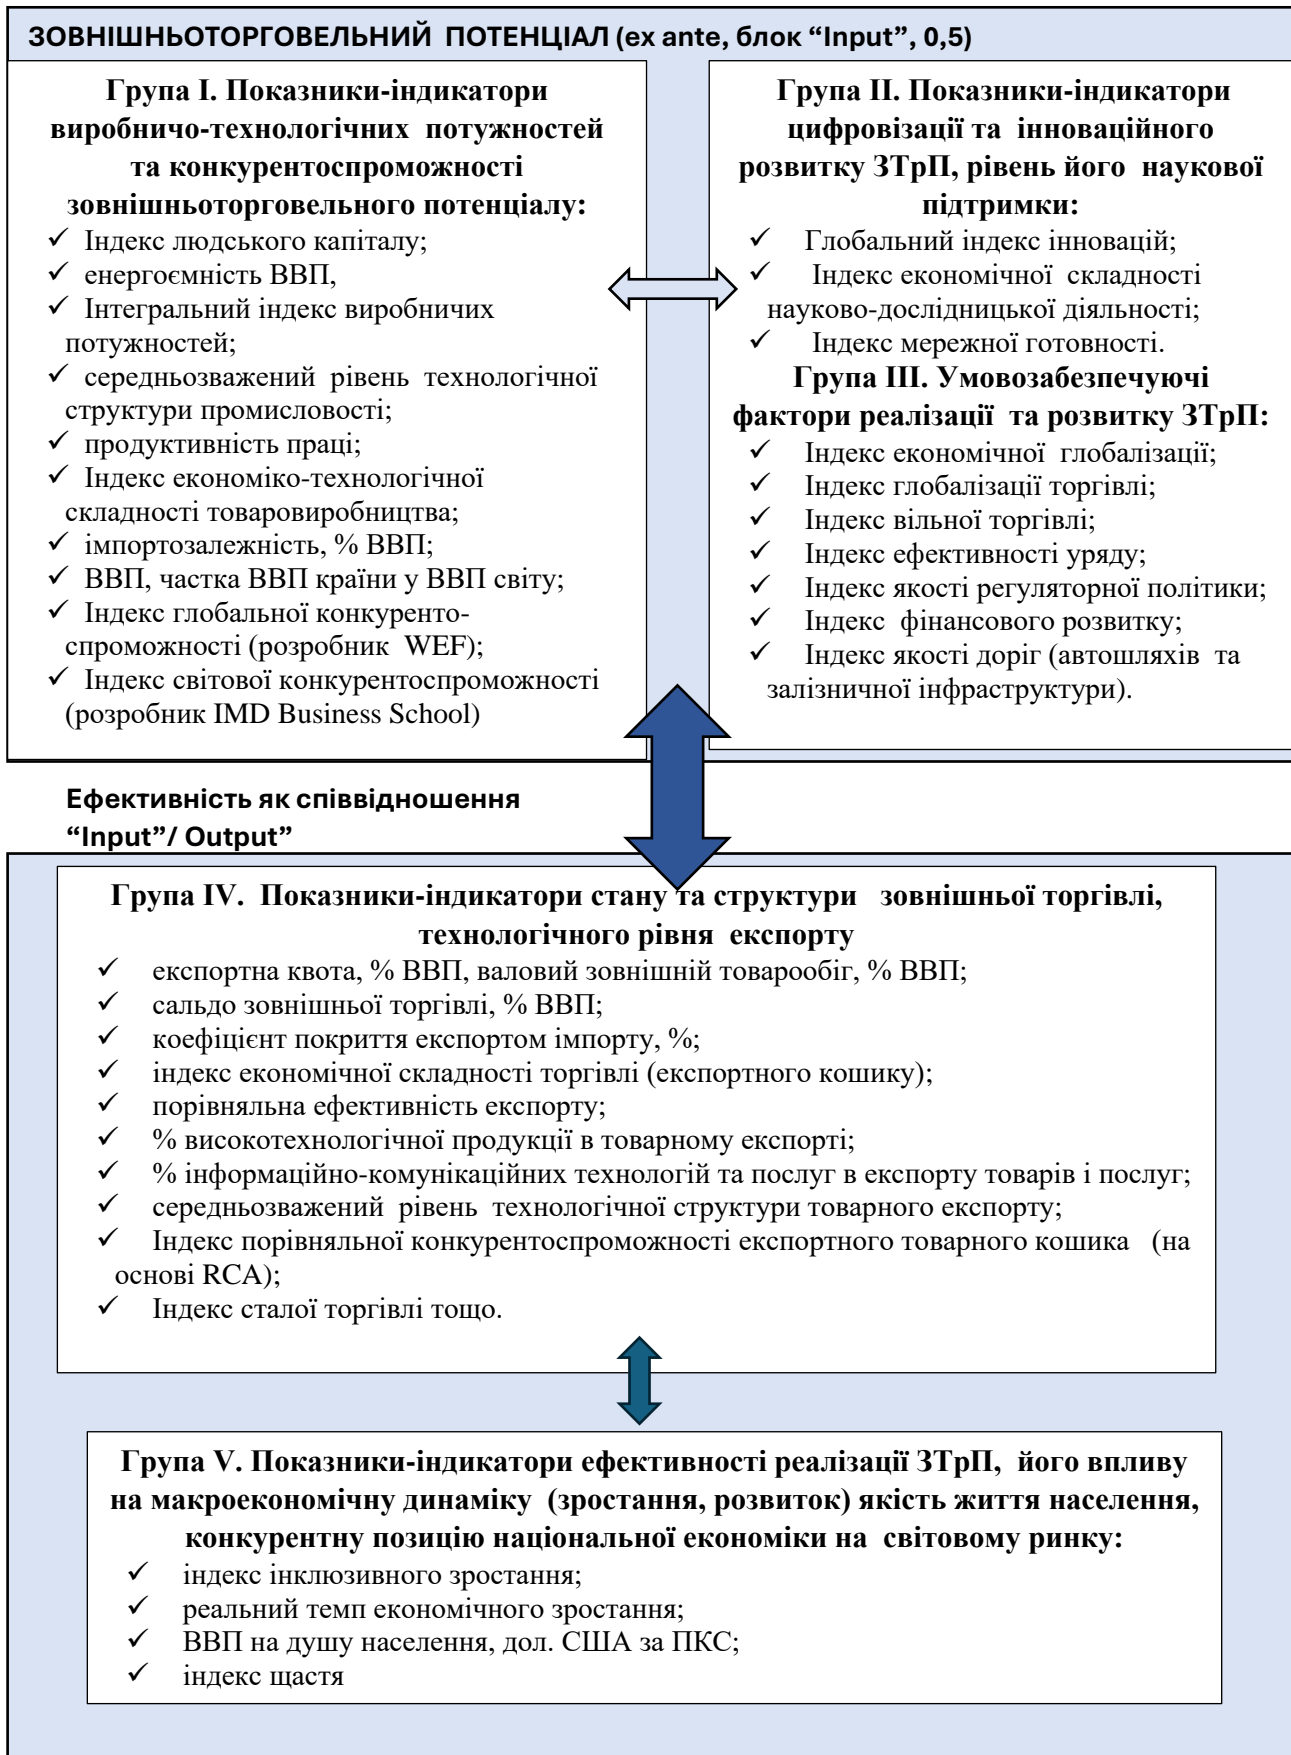 ЗОВНІШНЬОТОРГОВЕЛЬНИЙ ПОТЕНЦІАЛ (ex ante, блок “Input”, 0,5)
Група I. Показники-індикатори
виробничо-технологічних потужностей
та конкурентоспроможності
зовнішньоторговельного потенціалу:
✓ Індекс людського капіталу;
✓ енергоємність ВВП,
✓ Інтегральний індекс виробничих
потужностей;
✓ середньозважений рівень технологічної
структури промисловості;
✓ продуктивність праці;
✓ Індекс економіко-технологічної
складності товаровиробництва;
✓ імпортозалежність, % ВВП;
✓ ВВП, частка ВВП країни у ВВП світу;
✓ Індекс глобальної конкуренто-
спроможності (розробник WEF);
✓ Індекс світової конкурентоспроможності
(розробник IMD Business School)
Група II. Показники-індикатори
цифровізації та інноваційного
розвитку ЗТрП, рівень його наукової
підтримки:
✓ Глобальний індекс інновацій;
✓ Індекс економічної складності
науково-дослідницької діяльності;
✓ Індекс мережної готовності.
Група III. Умовозабезпечуючі
фактори реалізації та розвитку ЗТрП:
✓ Індекс економічної глобалізації;
✓ Індекс глобалізації торгівлі;
✓ Індекс вільної торгівлі;
✓ Індекс ефективності уряду;
✓ Індекс якості регуляторної політики;
✓ Індекс фінансового розвитку;
✓ Індекс якості доріг (автошляхів та
залізничної інфраструктури).
Ефективність як співвідношення
“Input”/ Output”
Група IV. Показники-індикатори стану та структури зовнішньої торгівлі,
технологічного рівня експорту
✓ експортна квота, % ВВП, валовий зовнішній товарообіг, % ВВП;
✓ сальдо зовнішньої торгівлі, % ВВП;
✓ коефіцієнт покриття експортом імпорту, %;
✓ індекс економічної складності торгівлі (експортного кошику);
✓ порівняльна ефективність експорту;
✓ % високотехнологічної продукції в товарному експорті;
✓ % інформаційно-комунікаційних технологій та послуг в експорту товарів і послуг;
✓ середньозважений рівень технологічної структури товарного експорту;
✓ Індекс порівняльної конкурентоспроможності експортного товарного кошика (на
основі RCA);
✓ Індекс сталої торгівлі тощо.
Група V. Показники-індикатори ефективності реалізації ЗТрП, його впливу
на макроекономічну динаміку (зростання, розвиток) якість життя населення,
конкурентну позицію національної економіки на світовому ринку:
✓ індекс інклюзивного зростання;
✓ реальний темп економічного зростання;
✓ ВВП на душу населення, дол. США за ПКС;
✓ індекс щастя